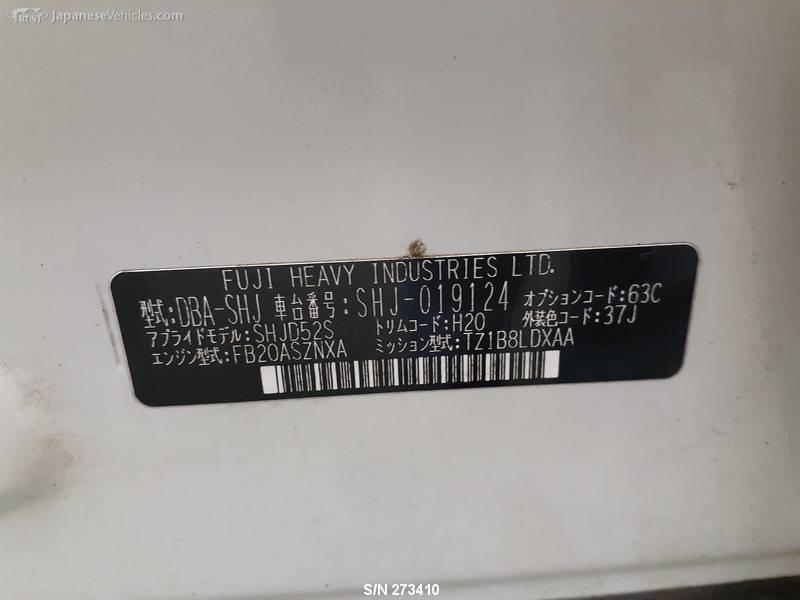 TRUST JapaneseVehicles.com
FUJI HEAVY INDUSTRIES LTD.
型式:DBA-SHJ 車台番号:SHJ-019124 オプションコード:63C
アプライドモデル:SHJD52S トリムコード:H20 外装色コード:37J
エンジン型式:FB20ASZNXA ミッション型式:TZ1B8LDXAA
S/N 273410